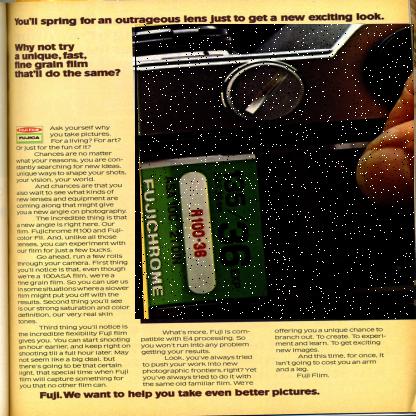 You'll spring for an outrageous lens just to get a new exciting look.
Why not try
a unique, fast,
fine grain film
that'll do the same?
FUJI FILM
FUJICA
Ask yourself why
you take pictures.
For a living? For art?
Or just for the fun of it?
Chances are no matter
what your reasons, you are con-
stantly searching for new ideas,
unique ways to shape your shots,
your vision, your world.
And chances are that you
also wait to see what kinds of
new lenses and equipment are
coming along that might give
you a new angle on photography.
The incredible thing is that
a new angle is right here. Our
film. Fujichrome R100 and Fuji-
color FII. And, unlike all those
lenses, you can experiment with
our film for just a few bucks.
Go ahead, run a few rolls
through your camera. First thing
you'll notice is that, even though
we're a 100ASA film, we're a
fine grain film. So you can use us
in some situations where a slower
film might put you off with the
results. Second thing you'll see
is our strong saturation and color
definition, our very real skin
tones.
Third thing you'll notice is
the incredible flexibility Fuji film
gives you. You can start shooting
an hour earlier, and keep right on
shooting till a full hour later. May
not seem like a big deal, but
there's going to be that certain
light, that special time when Fuji
film will capture something for
you that no other film can.
What's more, Fuji is com-
patible with E4 processing. So
you won't run into any problem
getting your results.
Look, you've always tried
to push your work into new
photographic frontiers, right? Yet
you've always tried to do it with
the same old familiar film. We're
offering you a unique chance to
branch out. To create. To experi-
ment and learn. To get exciting
new images.
And this time, for once, it
isn't going to cost you an arm
and a leg.
Fuji Film.
FUJICHROME
R100-36
Fuji. We want to help you take even better pictures.